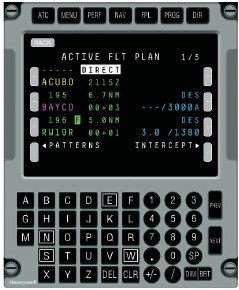 ATC MENU PERF NAV FPL PROG DIR
BACK
ACTIVE FLT PLAN 1/5
----- DIRECT
ACUBO 2115Z
195 6.7NM DES
BAYCO 00+03 ---/3000A
196 F 5.0NM DES
RW19R 00+01 3.0 /1380
◀PATTERNS INTERCEPT▶
A B C D E F 1 2 3 PREV
G H I J K L 4 5 6
M N O P Q R 7 8 9 NEXT
S T U V W . 0 SP
X Y Z DEL CLR +/- / DIM BRT
Honeywell